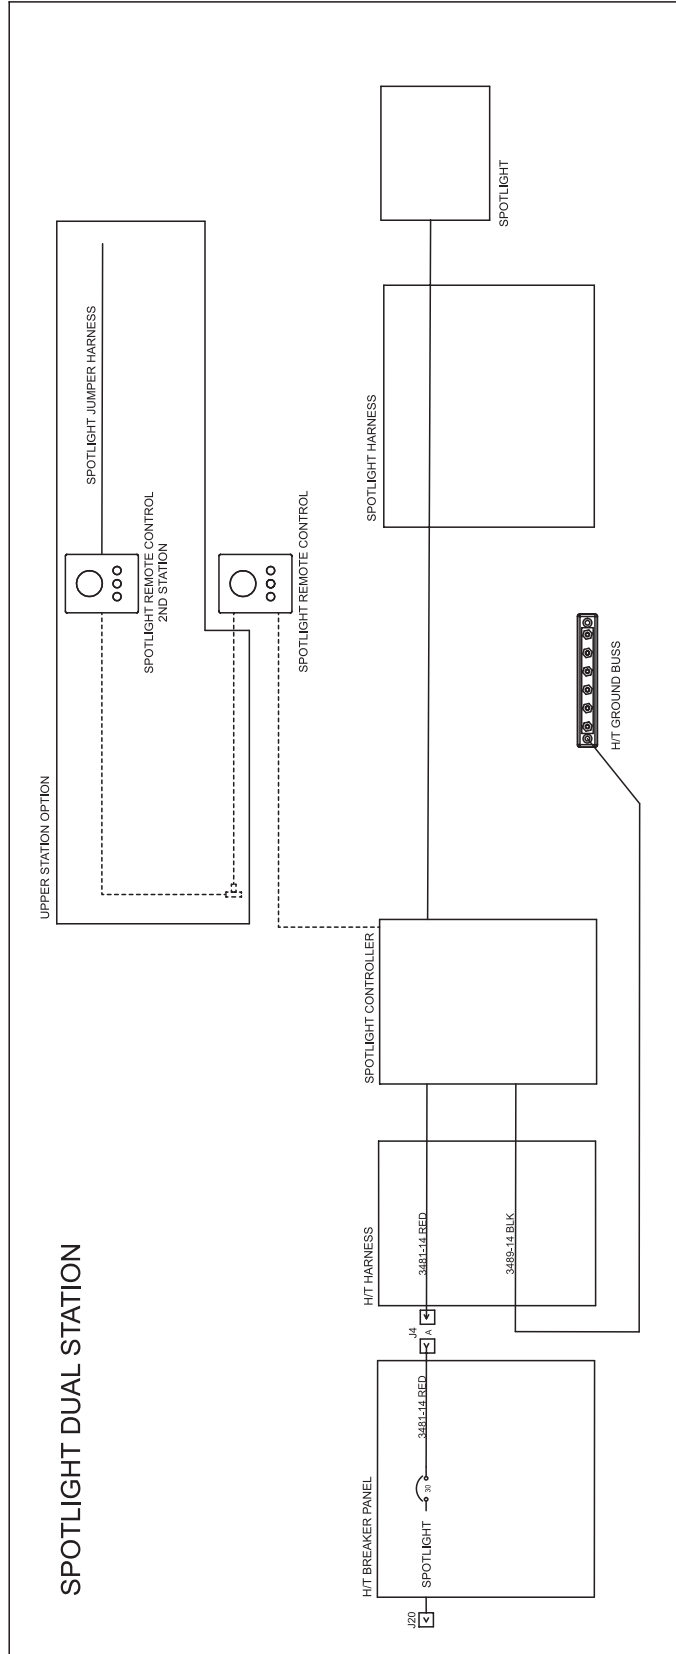 SPOTLIGHT DUAL STATION
UPPER STATION OPTION
SPOTLIGHT JUMPER HARNESS
SPOTLIGHT REMOTE CONTROL
2ND STATION
SPOTLIGHT REMOTE CONTROL
H/T BREAKER PANEL
J20
SPOTLIGHT
30
3481-14 RED
J4
A
H/T HARNESS
3481-14 RED
3489-14 BLK
SPOTLIGHT CONTROLLER
SPOTLIGHT HARNESS
SPOTLIGHT
H/T GROUND BUSS